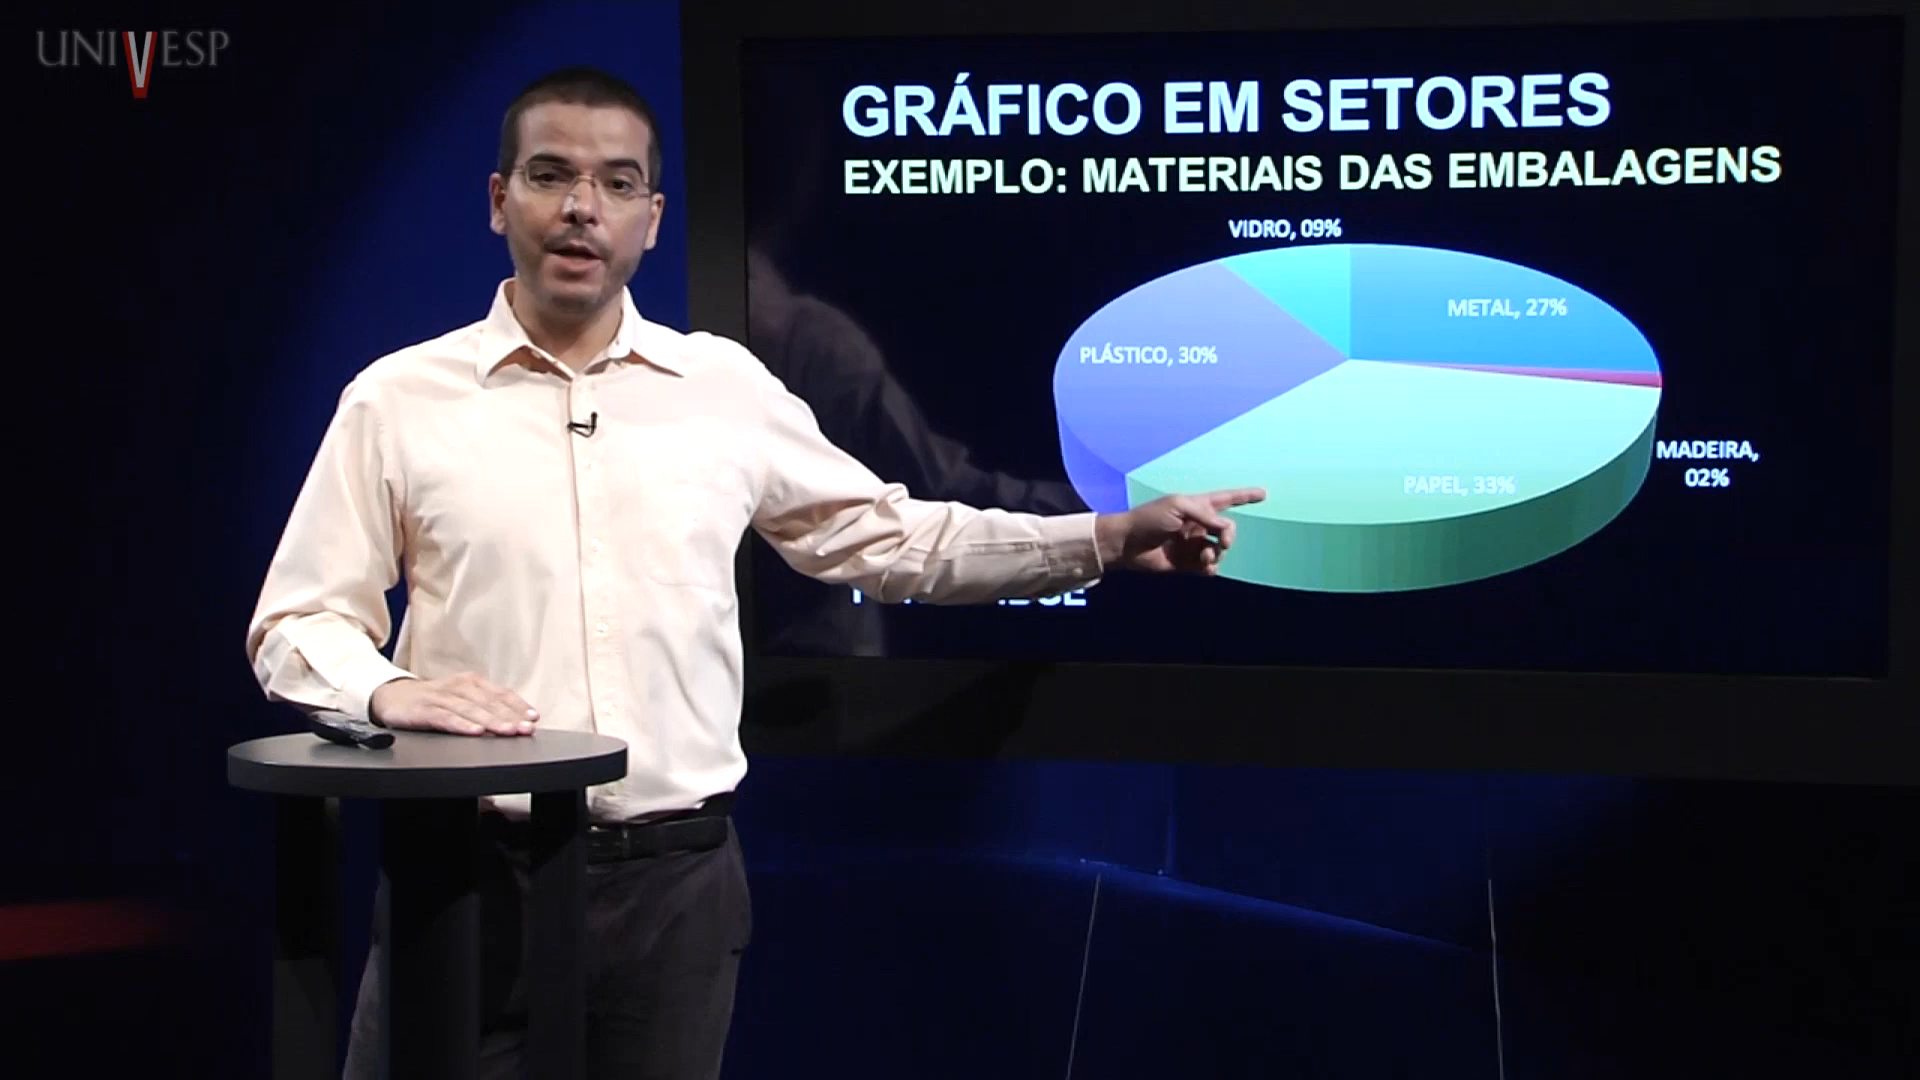 UNIVESP
GRÁFICO EM SETORES
EXEMPLO: MATERIAIS DAS EMBALAGENS
VIDRO, 09%
METAL, 27%
PLÁSTICO, 30%
MADEIRA,
02%
PAPEL, 33%